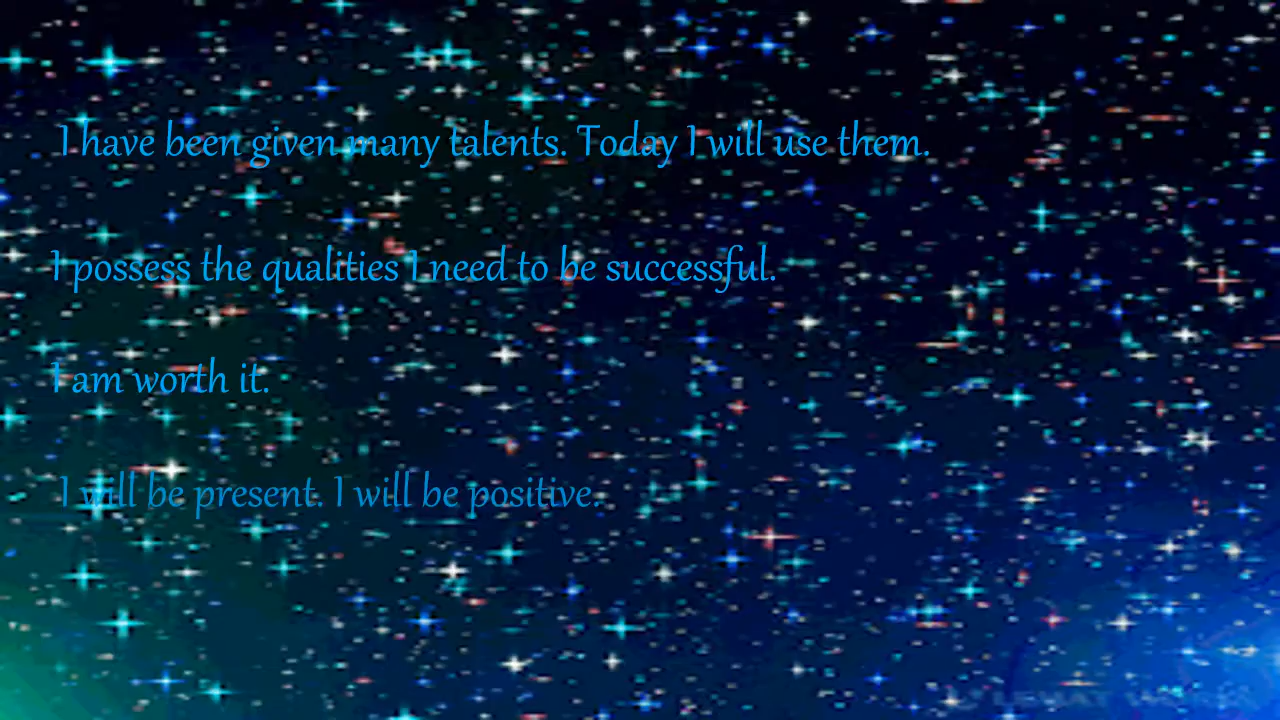 I have been given many talents. Today I will use them.
I possess the qualities I need to be successful.
I am worth it.
I will be present. I will be positive.